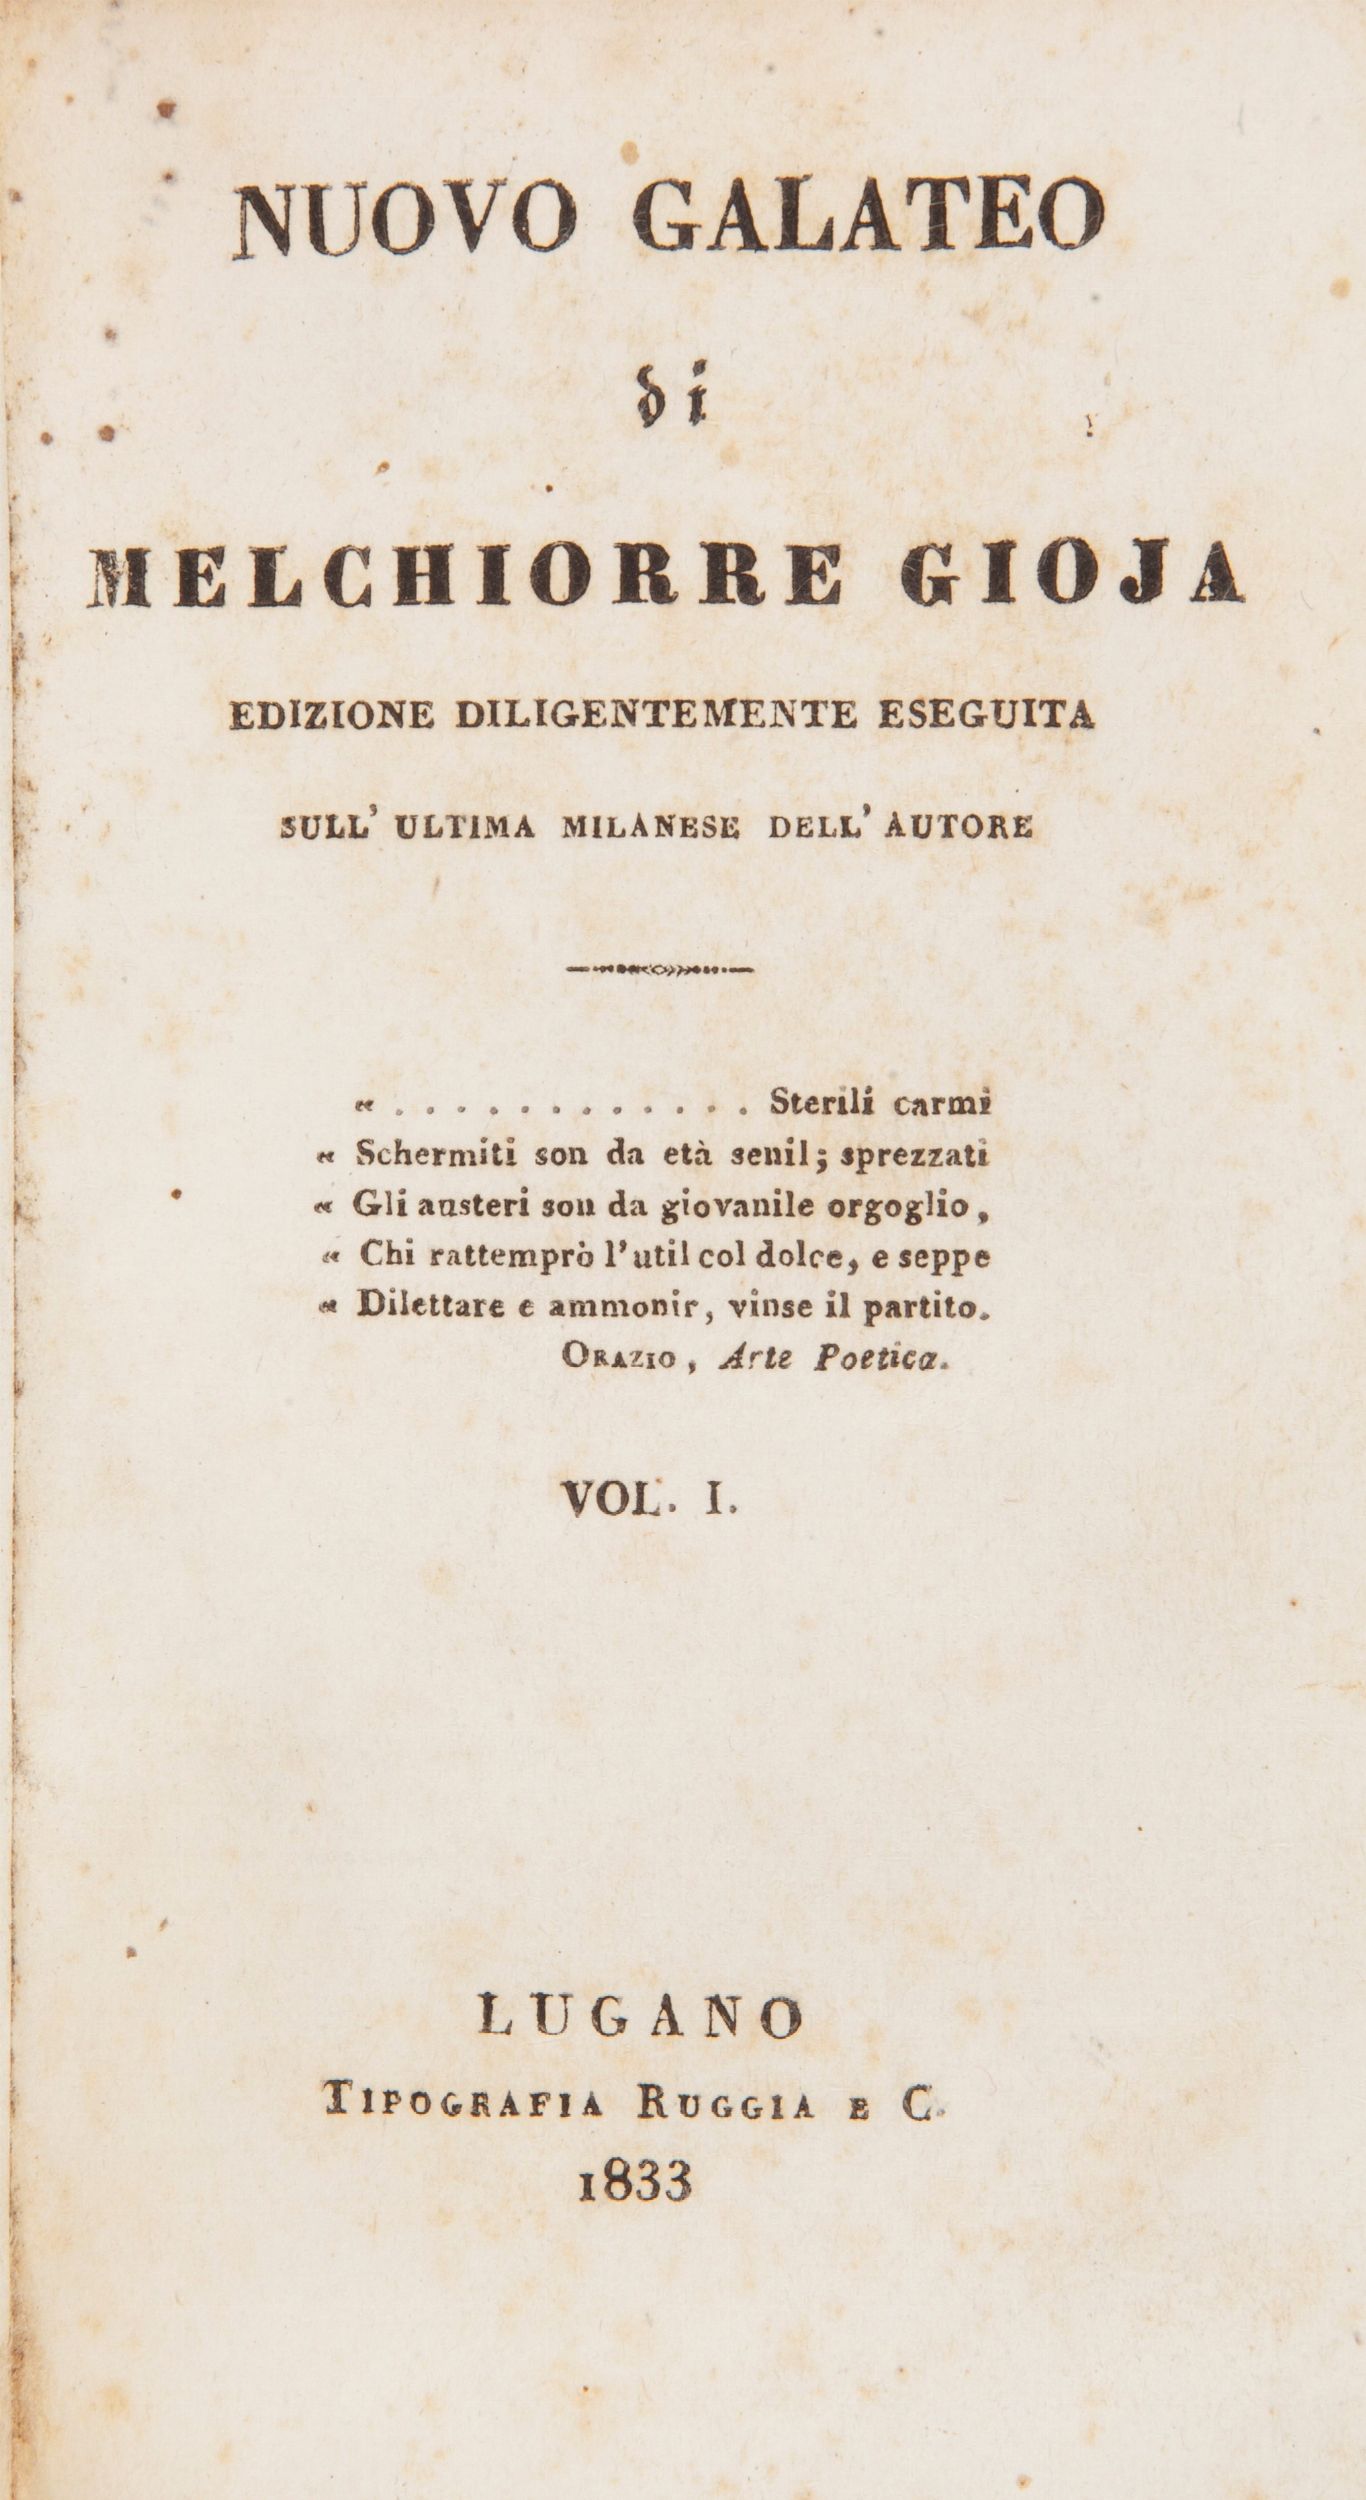 NUOVO GALATEO
di
MELCHIORRE GIOJA
EDIZIONE DILIGENTEMENTE ESEGUITA
SULL' ULTIMA MILANESE DELL' AUTORE
« . . . . . . . . . . . . Sterili carmi
« Schermiti son da età senil; sprezzati
« Gli austeri son da giovanile orgoglio,
« Chi rattemprò l'util col dolce, e seppe
« Dilettare e ammonir, vinse il partito.
ORAZIO, Arte Poetica.
VOL. I.
LUGANO
TIPOGRAFIA RUGGIA E C.
1833